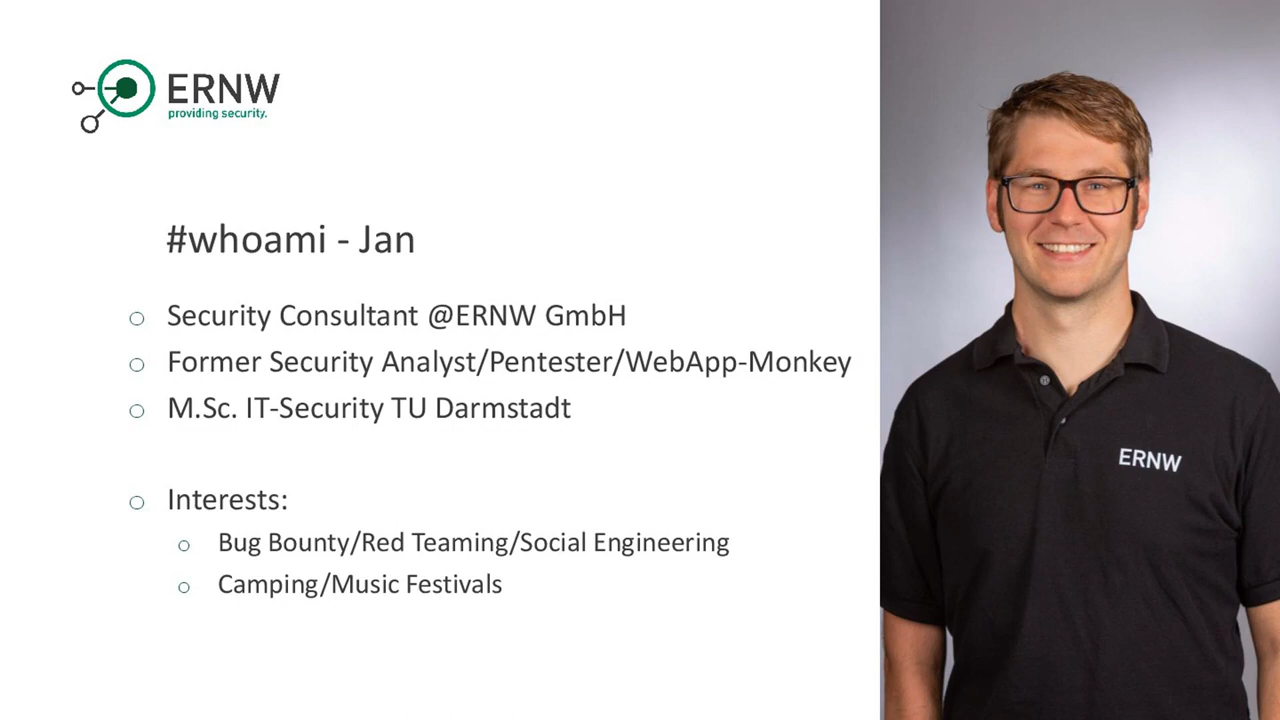 ERNW
providing security.
#whoami - Jan
Security Consultant @ERNW GmbH
Former Security Analyst/Pentester/WebApp-Monkey
M.Sc. IT-Security TU Darmstadt
Interests:
Bug Bounty/Red Teaming/Social Engineering
Camping/Music Festivals
ERNW